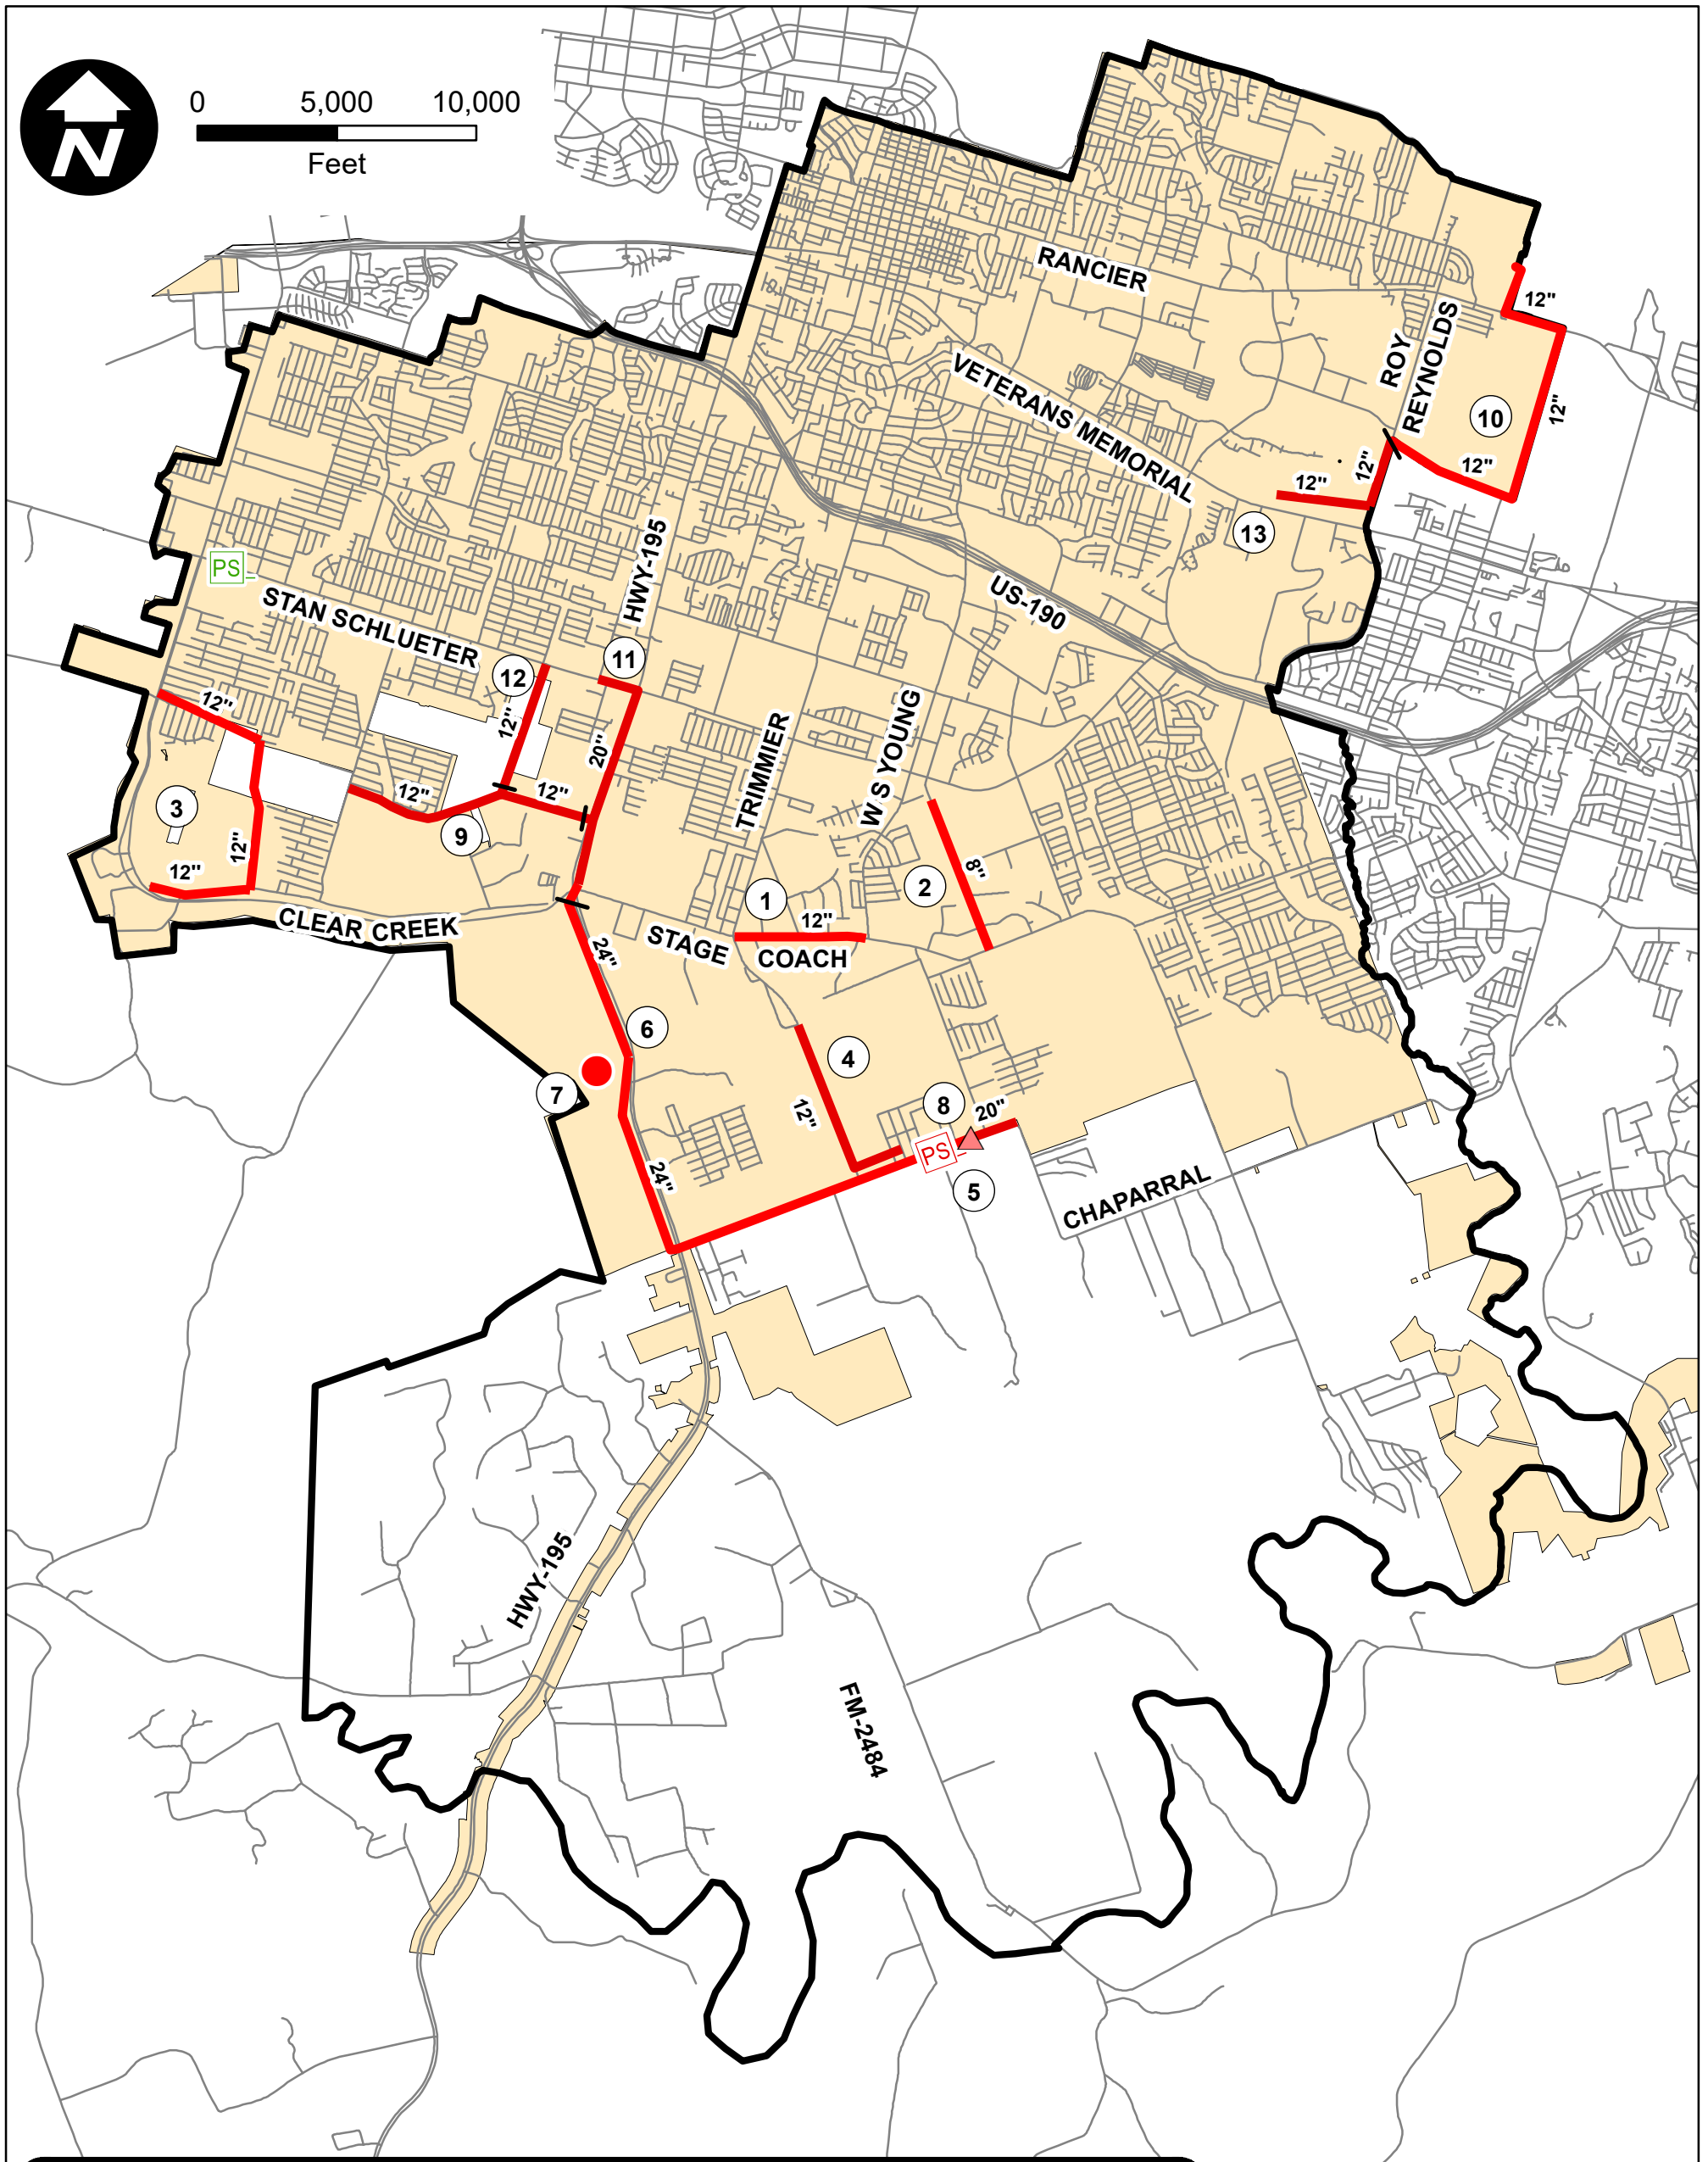 0 5,000 10,000
Feet
N
RANCIER
12"
ROY
REYNOLDS
VETERANS MEMORIAL
10
12"
12"
12"
12"
13
HWY-195
PS
US-190
STAN SCHLUETER
11
12
12"
12"
20"
TRIMMIER
W S YOUNG
12"
12"
3
9
12"
8"
2
1
12"
12"
CLEAR CREEK
STAGE
COACH
24"
6
4
7
12"
8
20"
PS
24"
5
CHAPARRAL
HWY-195
FM-2484